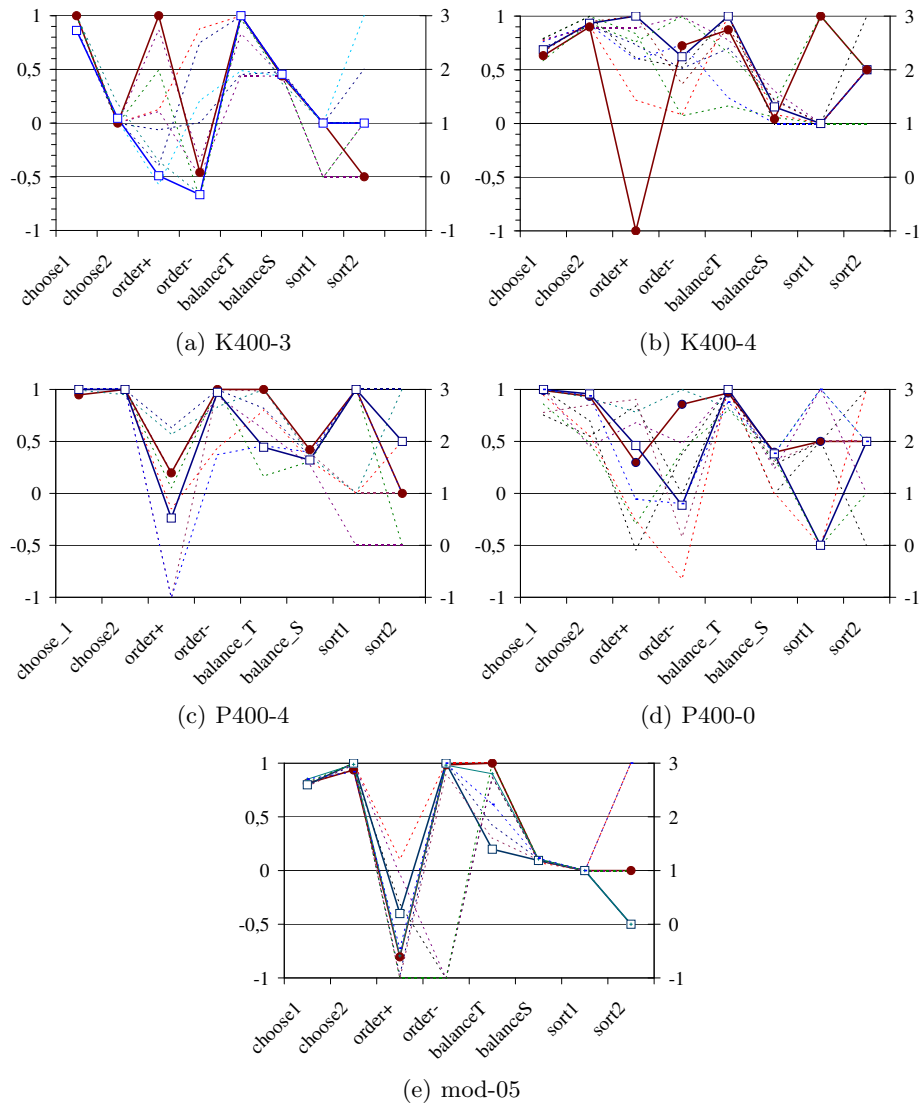 1 3
0,5 2
0 1
-0,5 0
-1 -1
choose1 choose2 order+ order- balanceT balanceS sort1 sort2
(a) K400-3
1 3
0,5 2
0 1
-0,5 0
-1 -1
choose1 choose2 order+ order- balanceT balanceS sort1 sort2
(b) K400-4
1 3
0,5 2
0 1
-0,5 0
-1 -1
choose_1 choose2 order+ order- balance_T balance_S sort1 sort2
(c) P400-4
1 3
0,5 2
0 1
-0,5 0
-1 -1
choose_1 choose2 order+ order- balance_T balance_S sort1 sort2
(d) P400-0
1 3
0,5 2
0 1
-0,5 0
-1 -1
choose1 choose2 order+ order- balanceT balanceS sort1 sort2
(e) mod-05